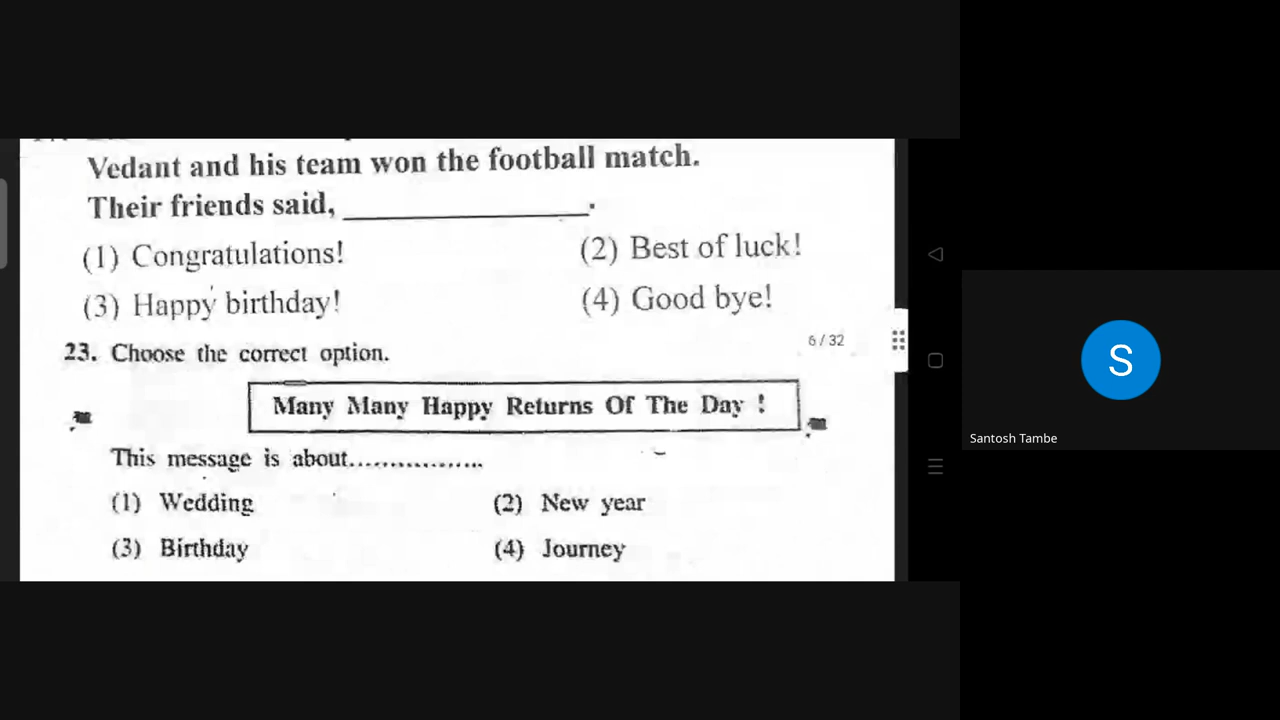 Vedant and his team won the football match.
Their friends said, ______________.
(1) Congratulations! (2) Best of luck!
(3) Happy birthday! (4) Good bye!
6 / 32
23. Choose the correct option.
Many Many Happy Returns Of The Day !
This message is about.................
(1) Wedding (2) New year
(3) Birthday (4) Journey
S
Santosh Tambe